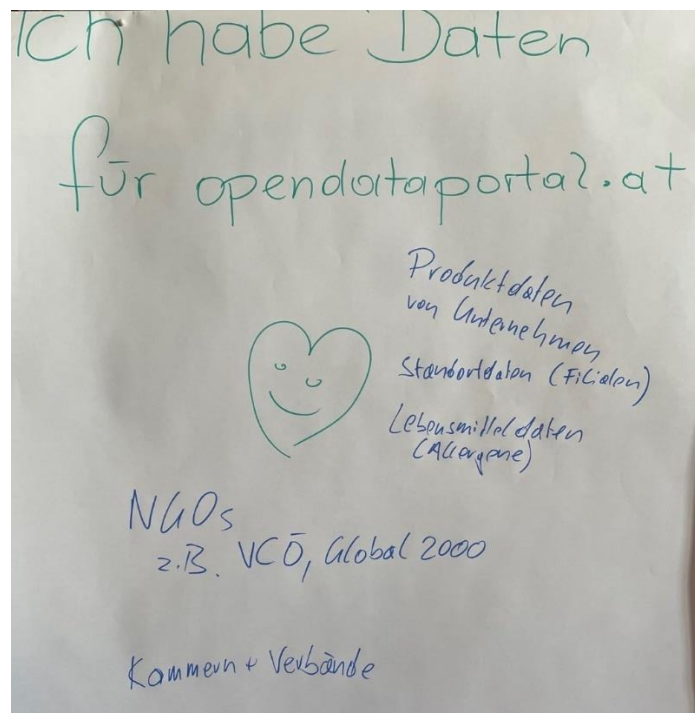 Ich habe Daten
für opendataportal.at
Produktdaten
von Unternehmen
Standortdaten (Filialen)
Lebensmitteldaten
(Allergene)
NGOs
z.B. VCÖ, Global 2000
Kammern + Verbände